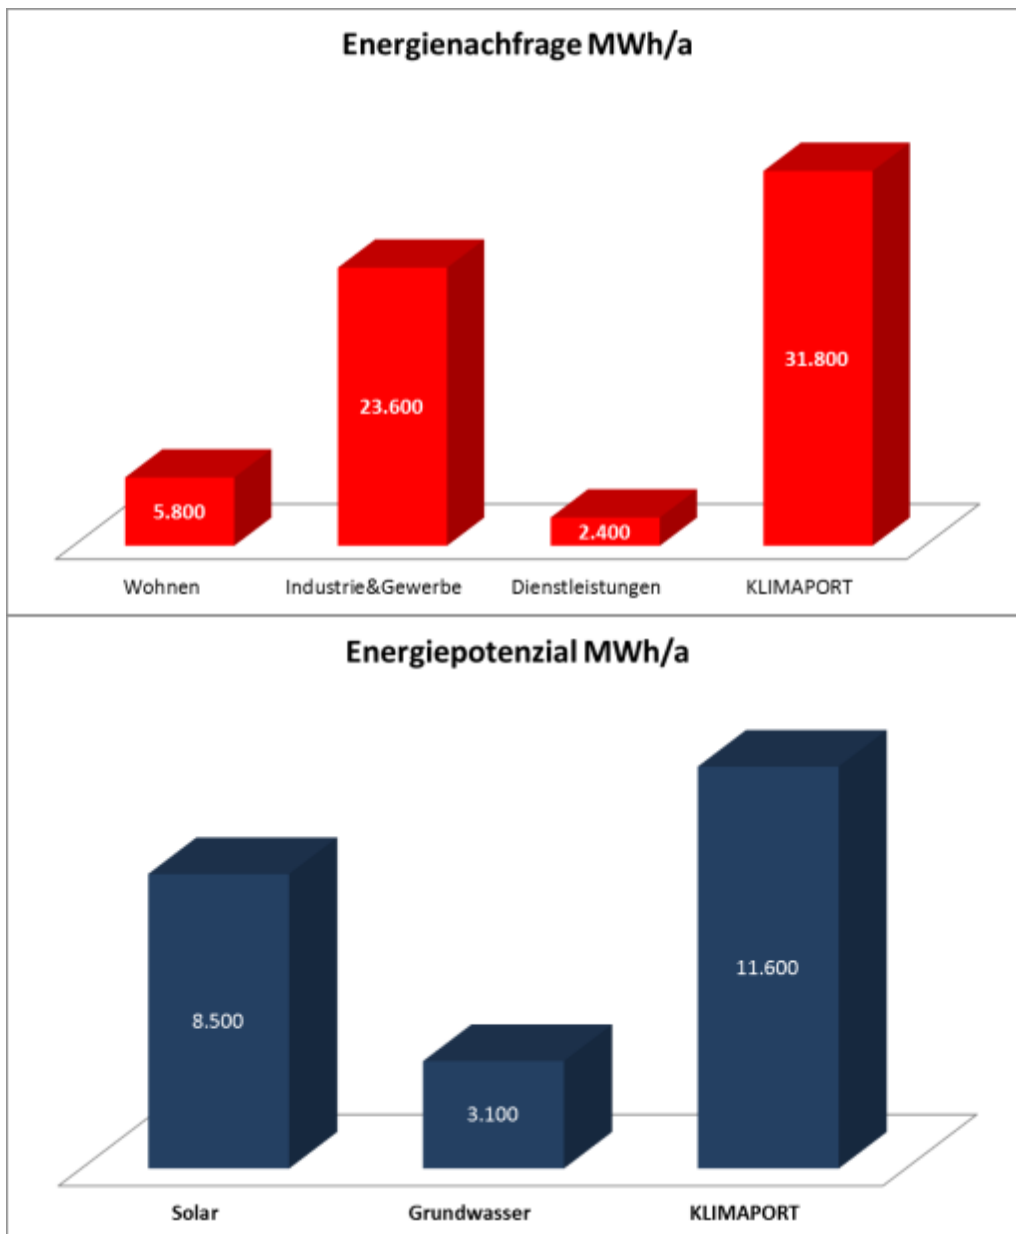 Energienachfrage MWh/a
31.800
23.600
5.800
2.400
Wohnen Industrie&Gewerbe Dienstleistungen KLIMAPORT
Energiepotenzial MWh/a
11.600
8.500
3.100
Solar Grundwasser KLIMAPORT